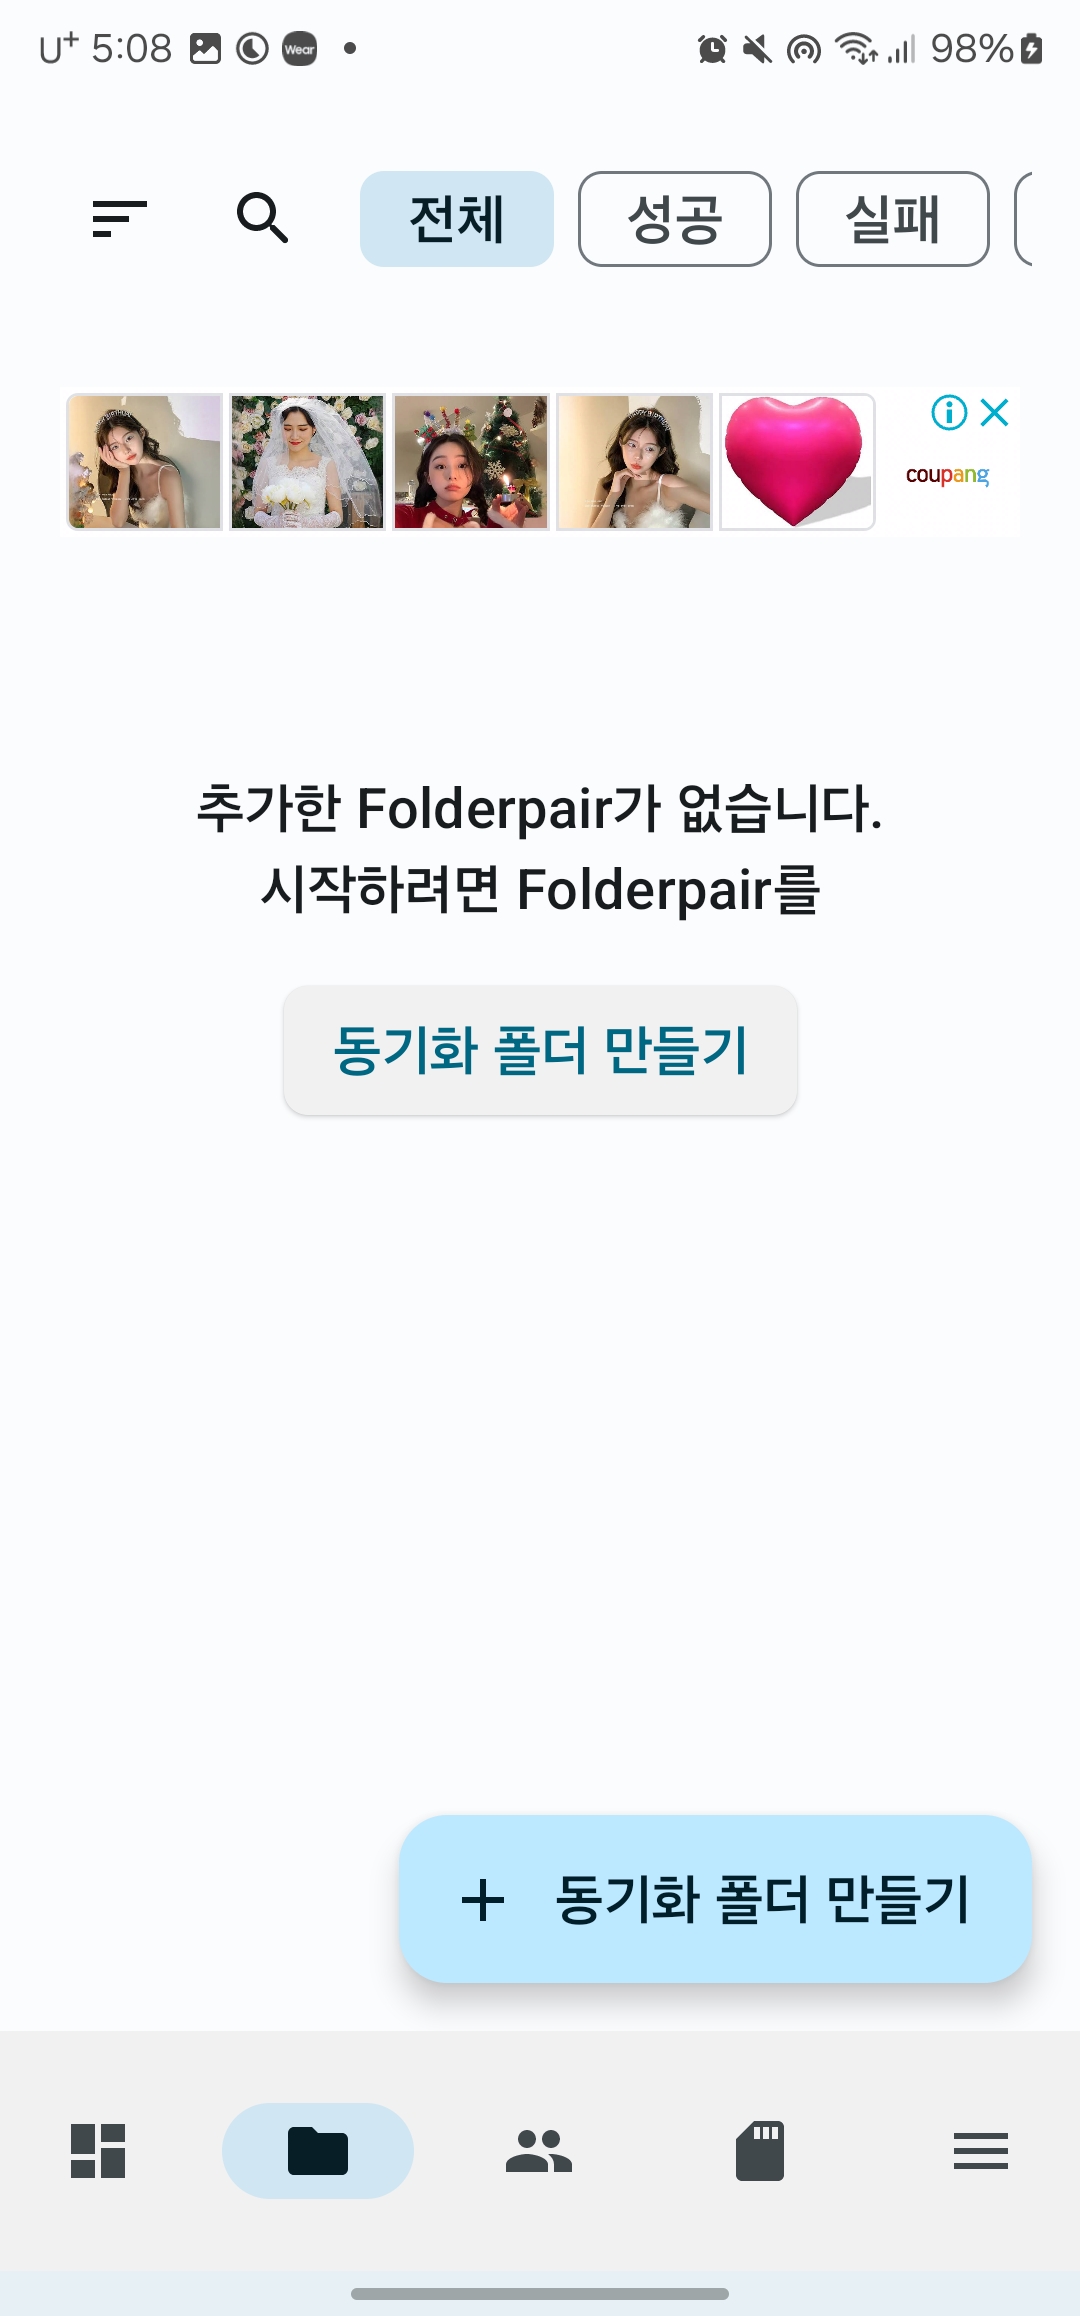 U+ 5:08 Wear 98%
전체 성공 실패
coupang
추가한 Folderpair가 없습니다.
시작하려면 Folderpair를
동기화 폴더 만들기
+ 동기화 폴더 만들기